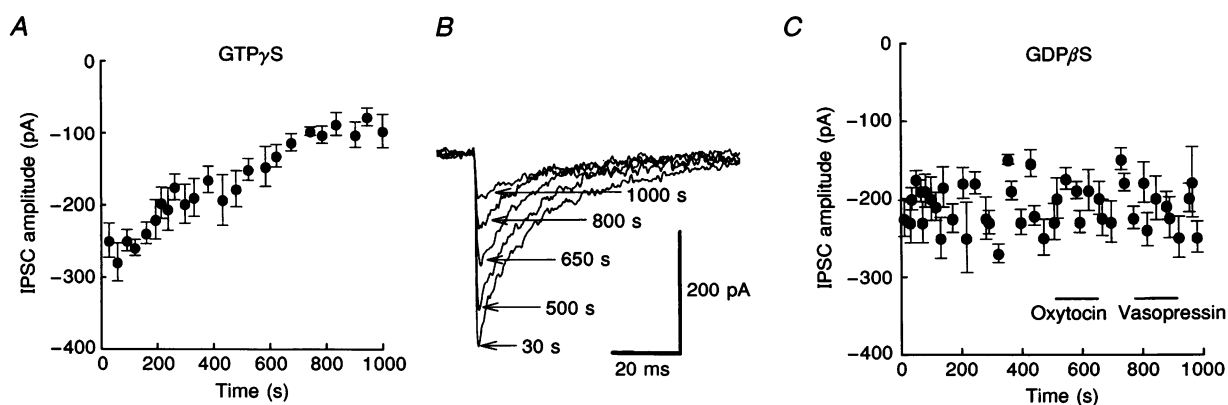 A
GTPγS
IPSC amplitude (pA)
0
−100
−200
−300
−400
0 200 400 600 800 1000
Time (s)
B
1000 s
800 s
650 s
500 s
30 s
200 pA
20 ms
C
GDPβS
IPSC amplitude (pA)
0
−100
−200
−300
−400
Oxytocin Vasopressin
0 200 400 600 800 1000
Time (s)